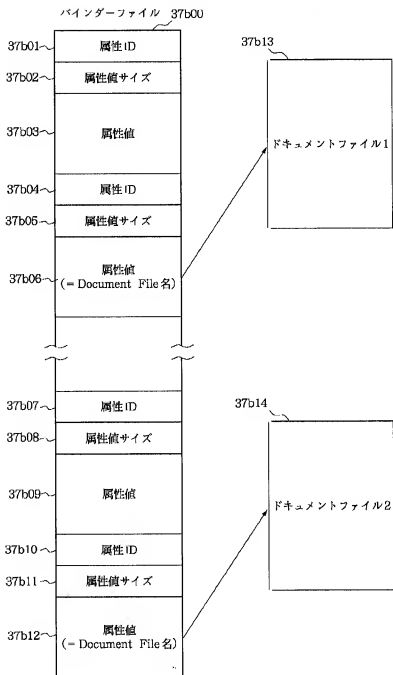 バインダーファイル 37b00
37b01 属性ID
37b02 属性値サイズ
37b03 属性値
37b04 属性ID
37b05 属性値サイズ
37b06 属性値
(= Document File名)
37b13
ドキュメントファイル1
37b07 属性ID
37b08 属性値サイズ
37b09 属性値
37b10 属性ID
37b11 属性値サイズ
37b12 属性値
(= Document File名)
37b14
ドキュメントファイル2